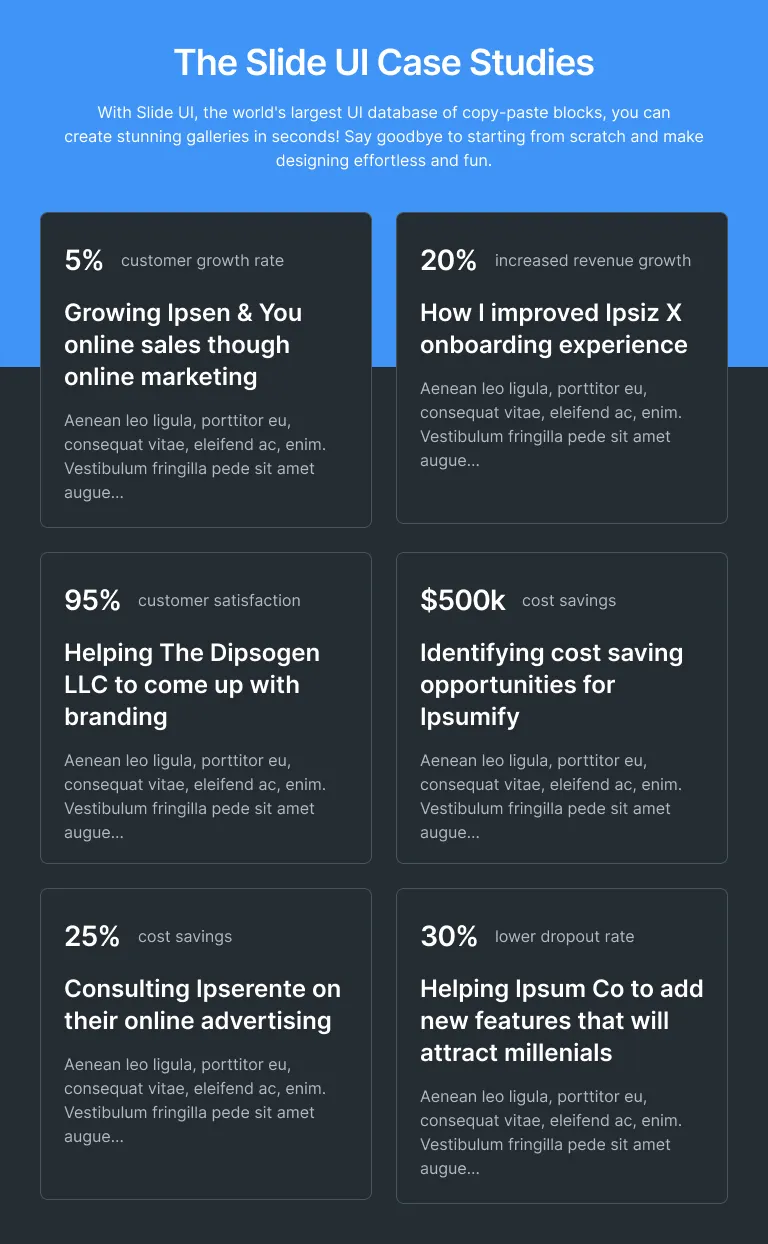 The Slide UI Case Studies
With Slide UI, the world's largest UI database of copy-paste blocks, you can
create stunning galleries in seconds! Say goodbye to starting from scratch and make
designing effortless and fun.
5% customer growth rate
Growing Ipsen & You
online sales though
online marketing
Aenean leo ligula, porttitor eu,
consequat vitae, eleifend ac, enim.
Vestibulum fringilla pede sit amet
augue...
20% increased revenue growth
How I improved Ipsiz X
onboarding experience
Aenean leo ligula, porttitor eu,
consequat vitae, eleifend ac, enim.
Vestibulum fringilla pede sit amet
augue...
95% customer satisfaction
Helping The Dipsogen
LLC to come up with
branding
Aenean leo ligula, porttitor eu,
consequat vitae, eleifend ac, enim.
Vestibulum fringilla pede sit amet
augue...
$500k cost savings
Identifying cost saving
opportunities for
Ipsumify
Aenean leo ligula, porttitor eu,
consequat vitae, eleifend ac, enim.
Vestibulum fringilla pede sit amet
augue...
25% cost savings
Consulting Ipserente on
their online advertising
Aenean leo ligula, porttitor eu,
consequat vitae, eleifend ac, enim.
Vestibulum fringilla pede sit amet
augue...
30% lower dropout rate
Helping Ipsum Co to add
new features that will
attract millenials
Aenean leo ligula, porttitor eu,
consequat vitae, eleifend ac, enim.
Vestibulum fringilla pede sit amet
augue...